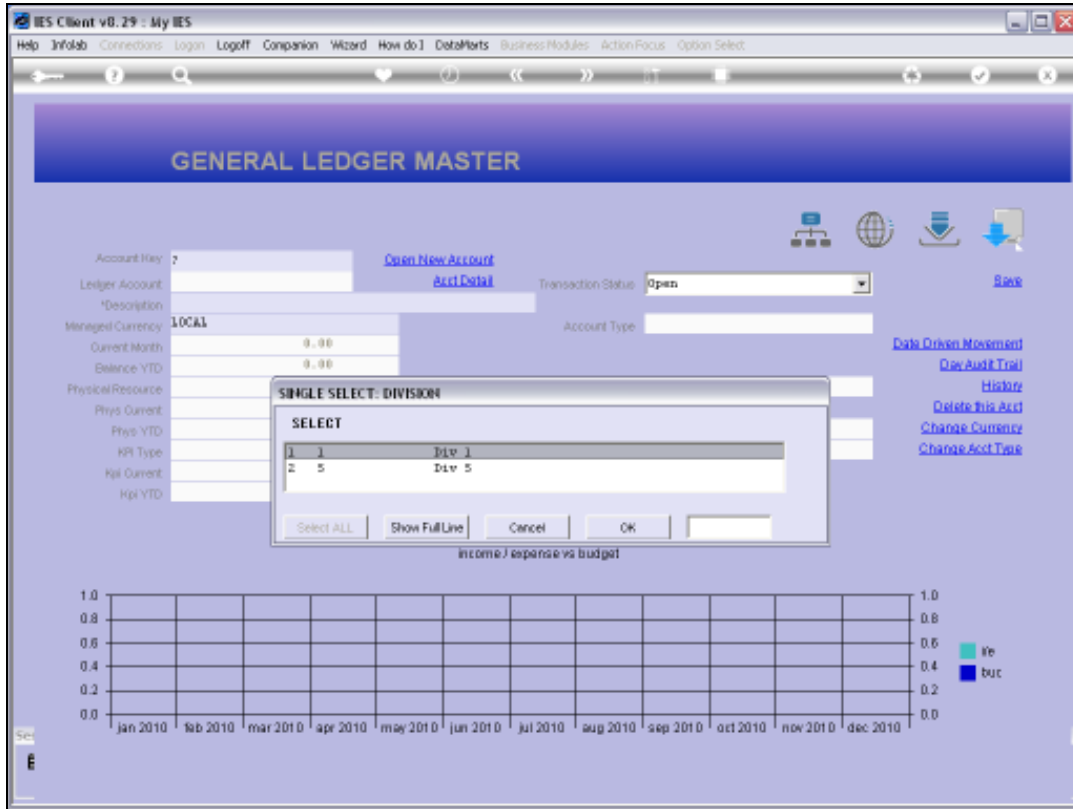 IES Client v8.29 : My IES
Help Infolab Connections Logon Logoff Companion Wizard How do I DataMarts Business Modules Action Focus Option Select
GENERAL LEDGER MASTER
Account Key ? Open New Account
Ledger Account Acct Detail Transaction Status Open Save
*Description
Managed Currency LOCAL Account Type
Current Month 0.00 Date Driven Movement
Balance YTD 0.00 Day Audit Trail
Physical Resource History
Phys Current Delete this Acct
Phys YTD Change Currency
KPI Type Change Acct Type
Kpi Current
Kpi YTD
SINGLE SELECT: DIVISION
SELECT
1 1 Div 1
2 5 Div 5
Select ALL Show Full Line Cancel OK
income / expense vs budget
1.0 1.0
0.8 0.8
0.6 0.6
0.4 0.4
0.2 0.2
0.0 0.0
i/e
buc
jan 2010 feb 2010 mar 2010 apr 2010 may 2010 jun 2010 jul 2010 aug 2010 sep 2010 oct 2010 nov 2010 dec 2010